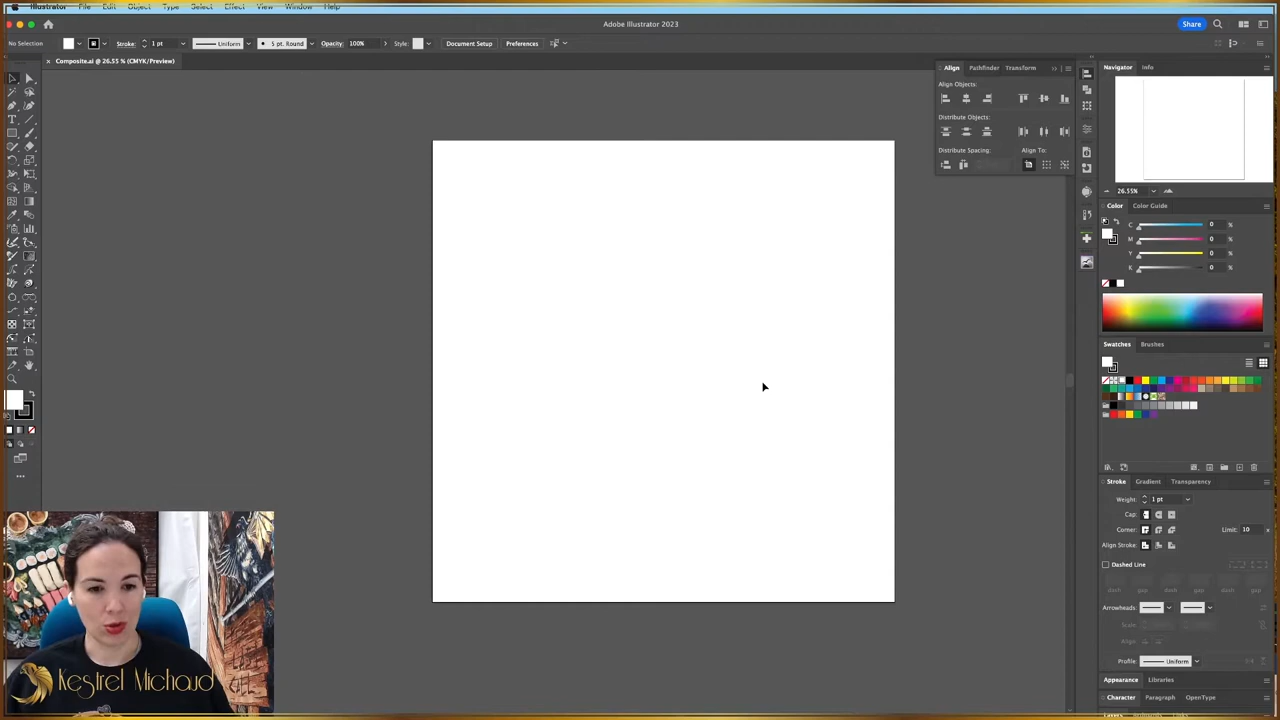 Illustrator File Edit Object Type Select Effect View Window Help
Adobe Illustrator 2023
Share
No Selection Stroke: 1 pt Uniform 5 pt. Round Opacity: 100% Style: Document Setup Preferences
× Composite.ai @ 26.55 % (CMYK/Preview)
Align Pathfinder Transform
Align Objects:
Distribute Objects:
Distribute Spacing: Align To:
Navigator Info
26.55%
Color Color Guide
C 0 %
M 0 %
Y 0 %
K 0 %
Swatches Brushes
Stroke Gradient Transparency
Weight: 1 pt
Cap:
Corner: Limit: 10 x
Align Stroke:
Dashed Line
dash gap dash gap dash gap
Arrowheads:
Scale:
Align:
Profile: Uniform
Appearance Libraries
Character Paragraph OpenType
Kestrel Michaud